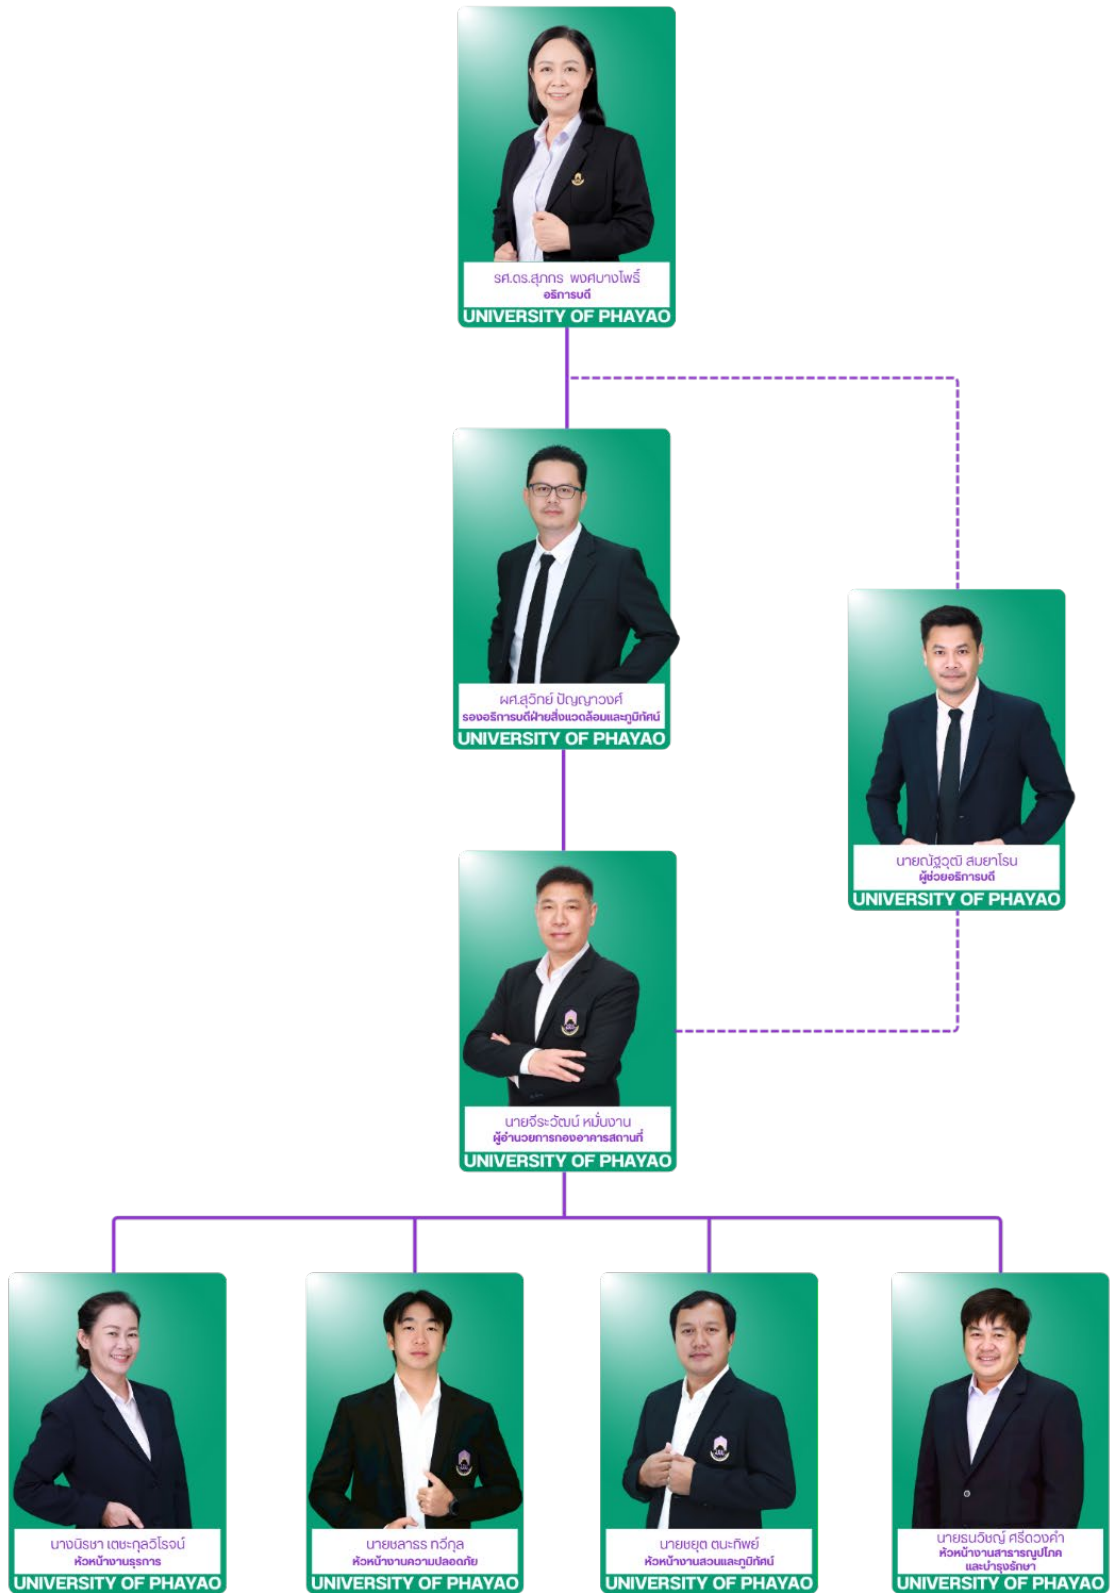 รศ.ดร.สุภกร พงศบางโพธิ์
อธิการบดี
UNIVERSITY OF PHAYAO
ผศ.สุวิทย์ ปัญญาวงศ์
รองอธิการบดีฝ่ายสิ่งแวดล้อมและภูมิทัศน์
UNIVERSITY OF PHAYAO
นายณัฐวุฒิ สมยาโรน
ผู้ช่วยอธิการบดี
UNIVERSITY OF PHAYAO
นายจีระวัฒน์ หมั่นงาน
ผู้อำนวยการกองอาคารสถานที่
UNIVERSITY OF PHAYAO
นางนิรชา เตชะกุลวิโรจน์
หัวหน้างานธุรการ
UNIVERSITY OF PHAYAO
นายชลาธร ทวีกุล
หัวหน้างานความปลอดภัย
UNIVERSITY OF PHAYAO
นายชยุต ตนะทิพย์
หัวหน้างานสวนและภูมิทัศน์
UNIVERSITY OF PHAYAO
นายธนวิชญ์ ศรีดวงคำ
หัวหน้างานสาธารณูปโภค
และบำรุงรักษา
UNIVERSITY OF PHAYAO